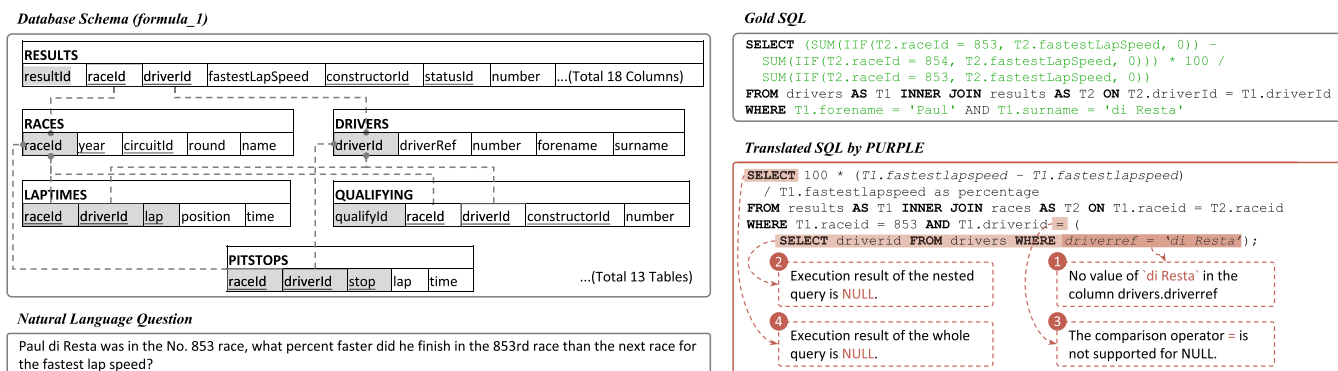 Database Schema (formula_1)
RESULTS
resultId raceId driverId fastestLapSpeed constructorId statusId number ...(Total 18 Columns)
RACES
raceId year circuitId round name
DRIVERS
driverId driverRef number forename surname
LAPTIMES
raceId driverId lap position time
QUALIFYING
qualifyId raceId driverId constructorId number
PITSTOPS
raceId driverId stop lap time
...(Total 13 Tables)
Natural Language Question
Paul di Resta was in the No. 853 race, what percent faster did he finish in the 853rd race than the next race for
the fastest lap speed?
Gold SQL
SELECT (SUM(IIF(T2.raceId = 853, T2.fastestLapSpeed, 0)) -
SUM(IIF(T2.raceId = 854, T2.fastestLapSpeed, 0))) * 100 /
SUM(IIF(T2.raceId = 853, T2.fastestLapSpeed, 0))
FROM drivers AS T1 INNER JOIN results AS T2 ON T2.driverId = T1.driverId
WHERE T1.forename = 'Paul' AND T1.surname = 'di Resta'
Translated SQL by PURPLE
SELECT 100 * (T1.fastestlapspeed - T1.fastestlapspeed)
/ T1.fastestlapspeed as percentage
FROM results AS T1 INNER JOIN races AS T2 ON T1.raceid = T2.raceid
WHERE T1.raceid = 853 AND T1.driverid = (
SELECT driverid FROM drivers WHERE driverref = 'di Resta');
2
Execution result of the nested
query is NULL.
1
No value of `di Resta` in the
column drivers.driverref
4
Execution result of the whole
query is NULL.
3
The comparison operator = is
not supported for NULL.